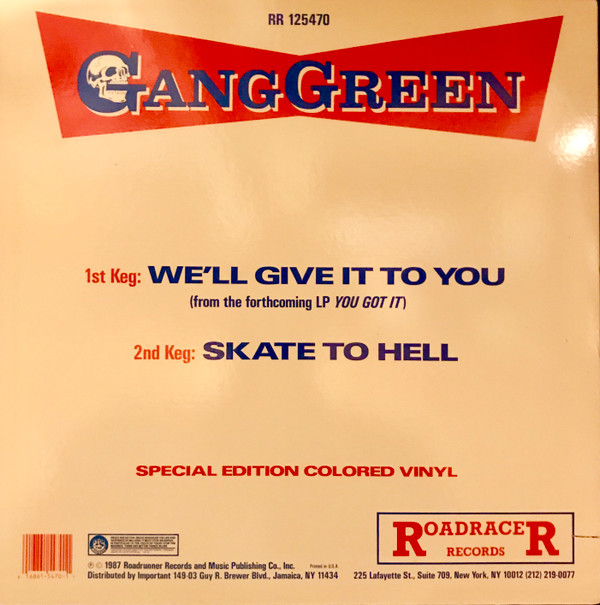 RR 125470
GANGGREEN
1st Keg: WE'LL GIVE IT TO YOU
(from the forthcoming LP YOU GOT IT)
2nd Keg: SKATE TO HELL
SPECIAL EDITION COLORED VINYL
ROADRACER
RECORDS
Printed in U.S.A.
℗ © 1987 Roadrunner Records and Music Publishing Co., Inc.
Distributed by Important 149-03 Guy R. Brewer Blvd., Jamaica, NY 11434
225 Lafayette St., Suite 709, New York, NY 10012 (212) 219-0077